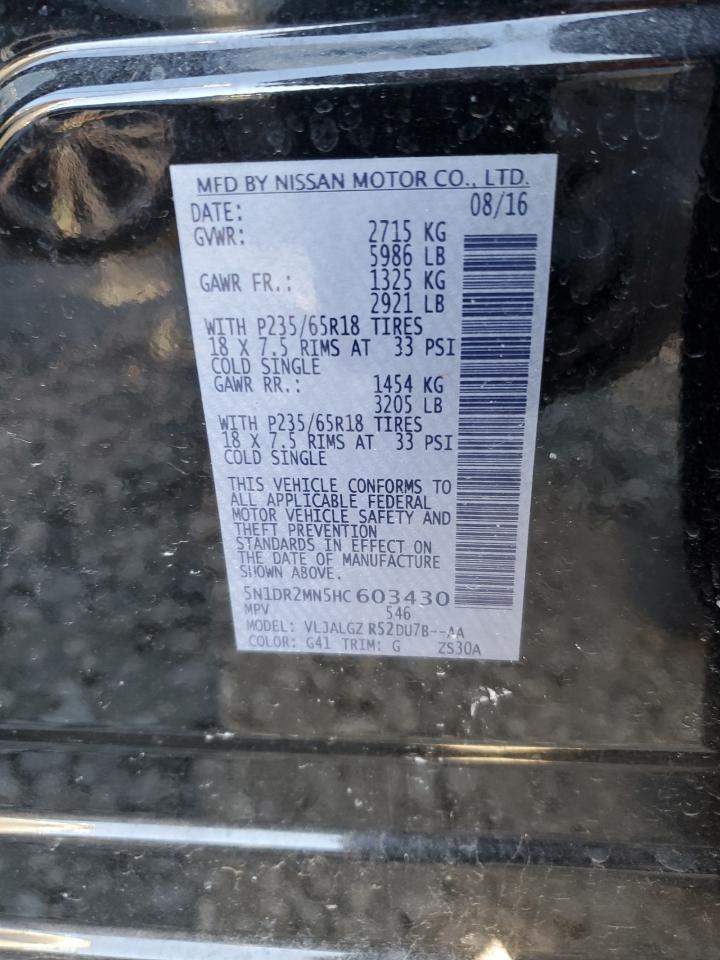 MFD BY NISSAN MOTOR CO., LTD.
DATE: 08/16
GVWR: 2715 KG
5986 LB
GAWR FR.: 1325 KG
2921 LB
WITH P235/65R18 TIRES
18 X 7.5 RIMS AT 33 PSI
COLD SINGLE
GAWR RR.: 1454 KG
3205 LB
WITH P235/65R18 TIRES
18 X 7.5 RIMS AT 33 PSI
COLD SINGLE
THIS VEHICLE CONFORMS TO
ALL APPLICABLE FEDERAL
MOTOR VEHICLE SAFETY AND
THEFT PREVENTION
STANDARDS IN EFFECT ON
THE DATE OF MANUFACTURE
SHOWN ABOVE.
5N1DR2MN5HC603430
MPV 546
MODEL: VLJALGZ R52DU7B--AA
COLOR: G41 TRIM: G ZS30A